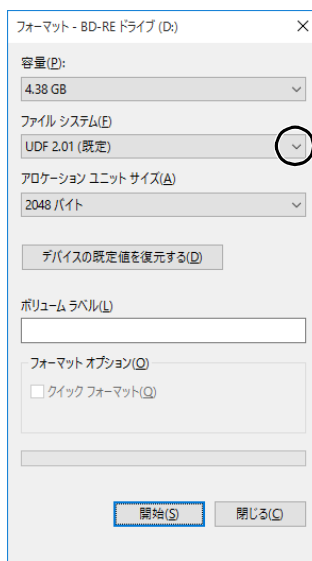 フォーマット - BD-RE ドライブ (D:)
容量(P):
4.38 GB
ファイル システム(F)
UDF 2.01 (既定)
アロケーション ユニット サイズ(A)
2048 バイト
デバイスの既定値を復元する(D)
ボリューム ラベル(L)
フォーマット オプション(O)
クイック フォーマット(Q)
開始(S) 閉じる(C)